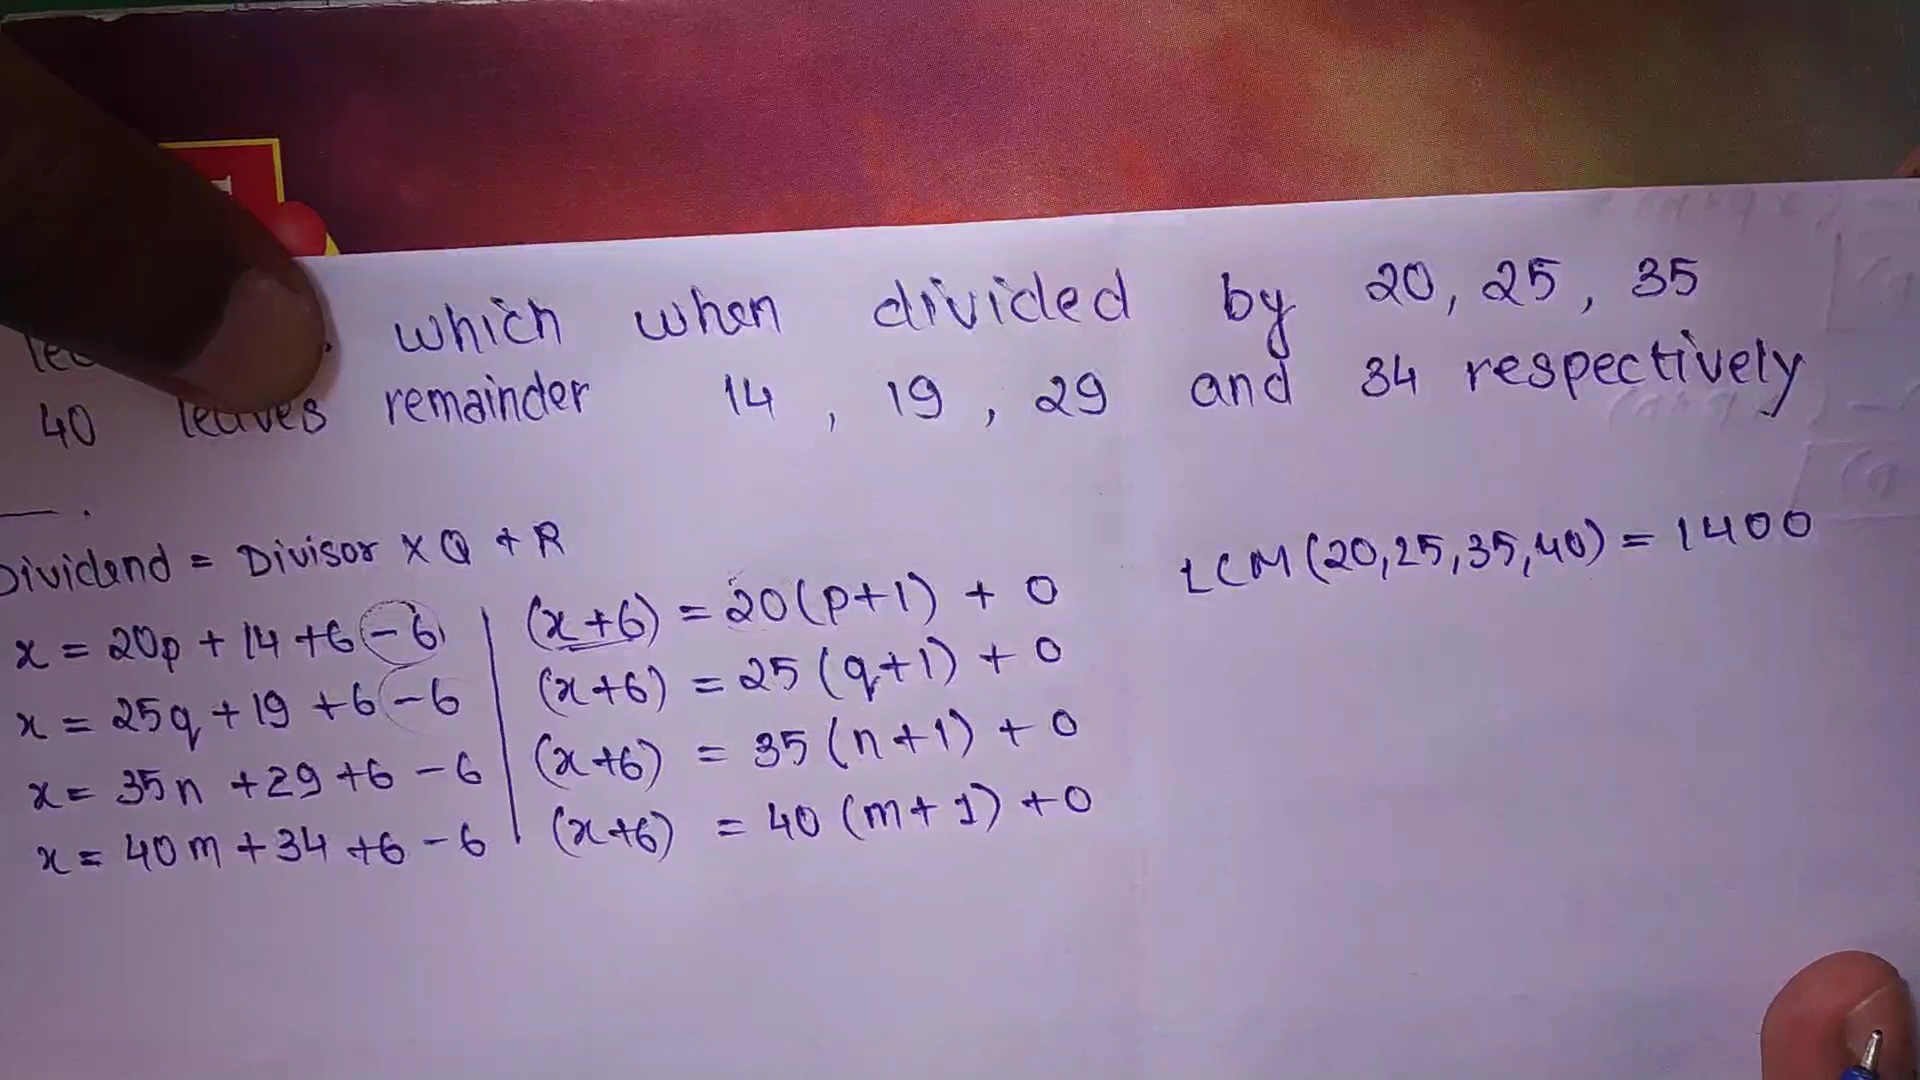 which when divided by 20, 25, 35
40 leaves remainder 14, 19, 29 and 34 respectively
Dividend = Divisor × Q + R
x = 20p + 14 + 6 - 6
x = 25q + 19 + 6 - 6
x = 35n + 29 + 6 - 6
x = 40m + 34 + 6 - 6
(x+6) = 20(p+1) + 0
(x+6) = 25(q+1) + 0
(x+6) = 35(n+1) + 0
(x+6) = 40(m+1) + 0
LCM(20,25,35,40) = 1400